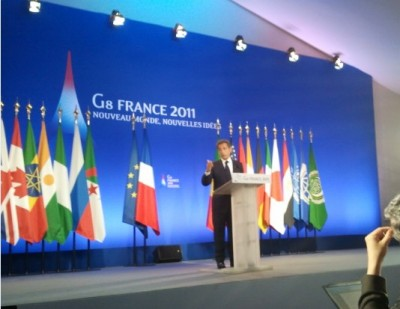 G8 FRANCE 2011
NOUVEAU MONDE, NOUVELLES IDÉES